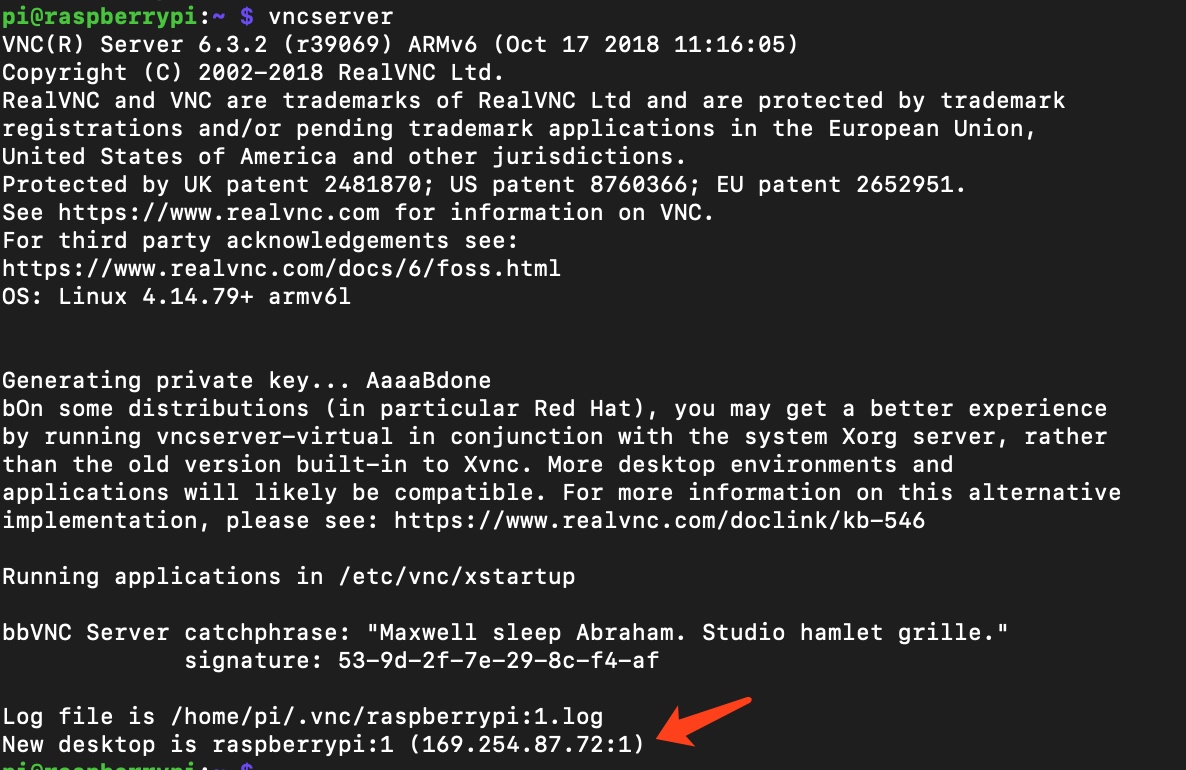 pi@raspberrypi:~ $ vncserver
VNC(R) Server 6.3.2 (r39069) ARMv6 (Oct 17 2018 11:16:05)
Copyright (C) 2002-2018 RealVNC Ltd.
RealVNC and VNC are trademarks of RealVNC Ltd and are protected by trademark
registrations and/or pending trademark applications in the European Union,
United States of America and other jurisdictions.
Protected by UK patent 2481870; US patent 8760366; EU patent 2652951.
See https://www.realvnc.com for information on VNC.
For third party acknowledgements see:
https://www.realvnc.com/docs/6/foss.html
OS: Linux 4.14.79+ armv6l
Generating private key... AaaaBdone
bOn some distributions (in particular Red Hat), you may get a better experience
by running vncserver-virtual in conjunction with the system Xorg server, rather
than the old version built-in to Xvnc. More desktop environments and
applications will likely be compatible. For more information on this alternative
implementation, please see: https://www.realvnc.com/doclink/kb-546
Running applications in /etc/vnc/xstartup
bbVNC Server catchphrase: "Maxwell sleep Abraham. Studio hamlet grille."
signature: 53-9d-2f-7e-29-8c-f4-af
Log file is /home/pi/.vnc/raspberrypi:1.log
New desktop is raspberrypi:1 (169.254.87.72:1)
pi@raspberrypi:~ $